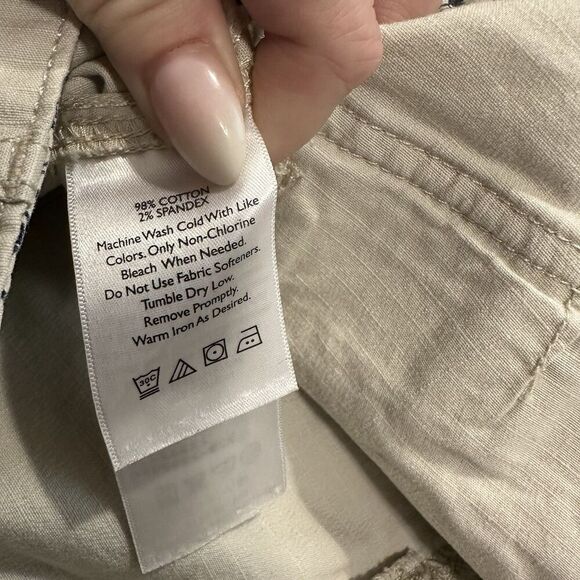 98% COTTON
2% SPANDEX
Machine Wash Cold With Like
Colors. Only Non-Chlorine
Bleach When Needed.
Do Not Use Fabric Softeners.
Tumble Dry Low.
Remove Promptly.
Warm Iron As Desired.
30C